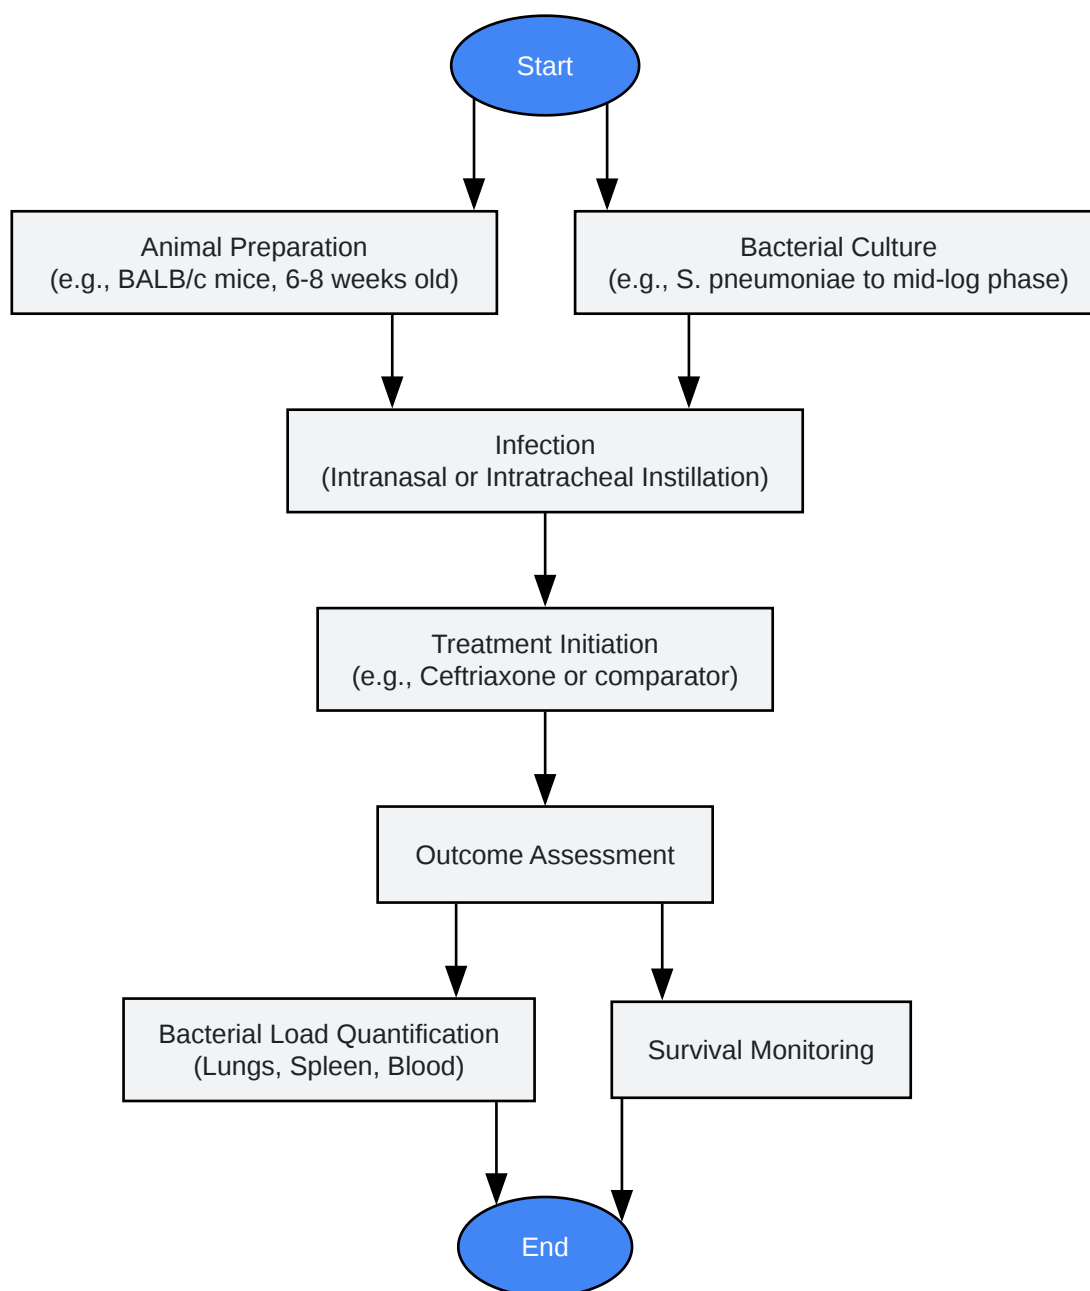 Start
Animal Preparation
(e.g., BALB/c mice, 6-8 weeks old)
Bacterial Culture
(e.g., S. pneumoniae to mid-log phase)
Infection
(Intranasal or Intratracheal Instillation)
Treatment Initiation
(e.g., Ceftriaxone or comparator)
Outcome Assessment
Bacterial Load Quantification
(Lungs, Spleen, Blood)
Survival Monitoring
End